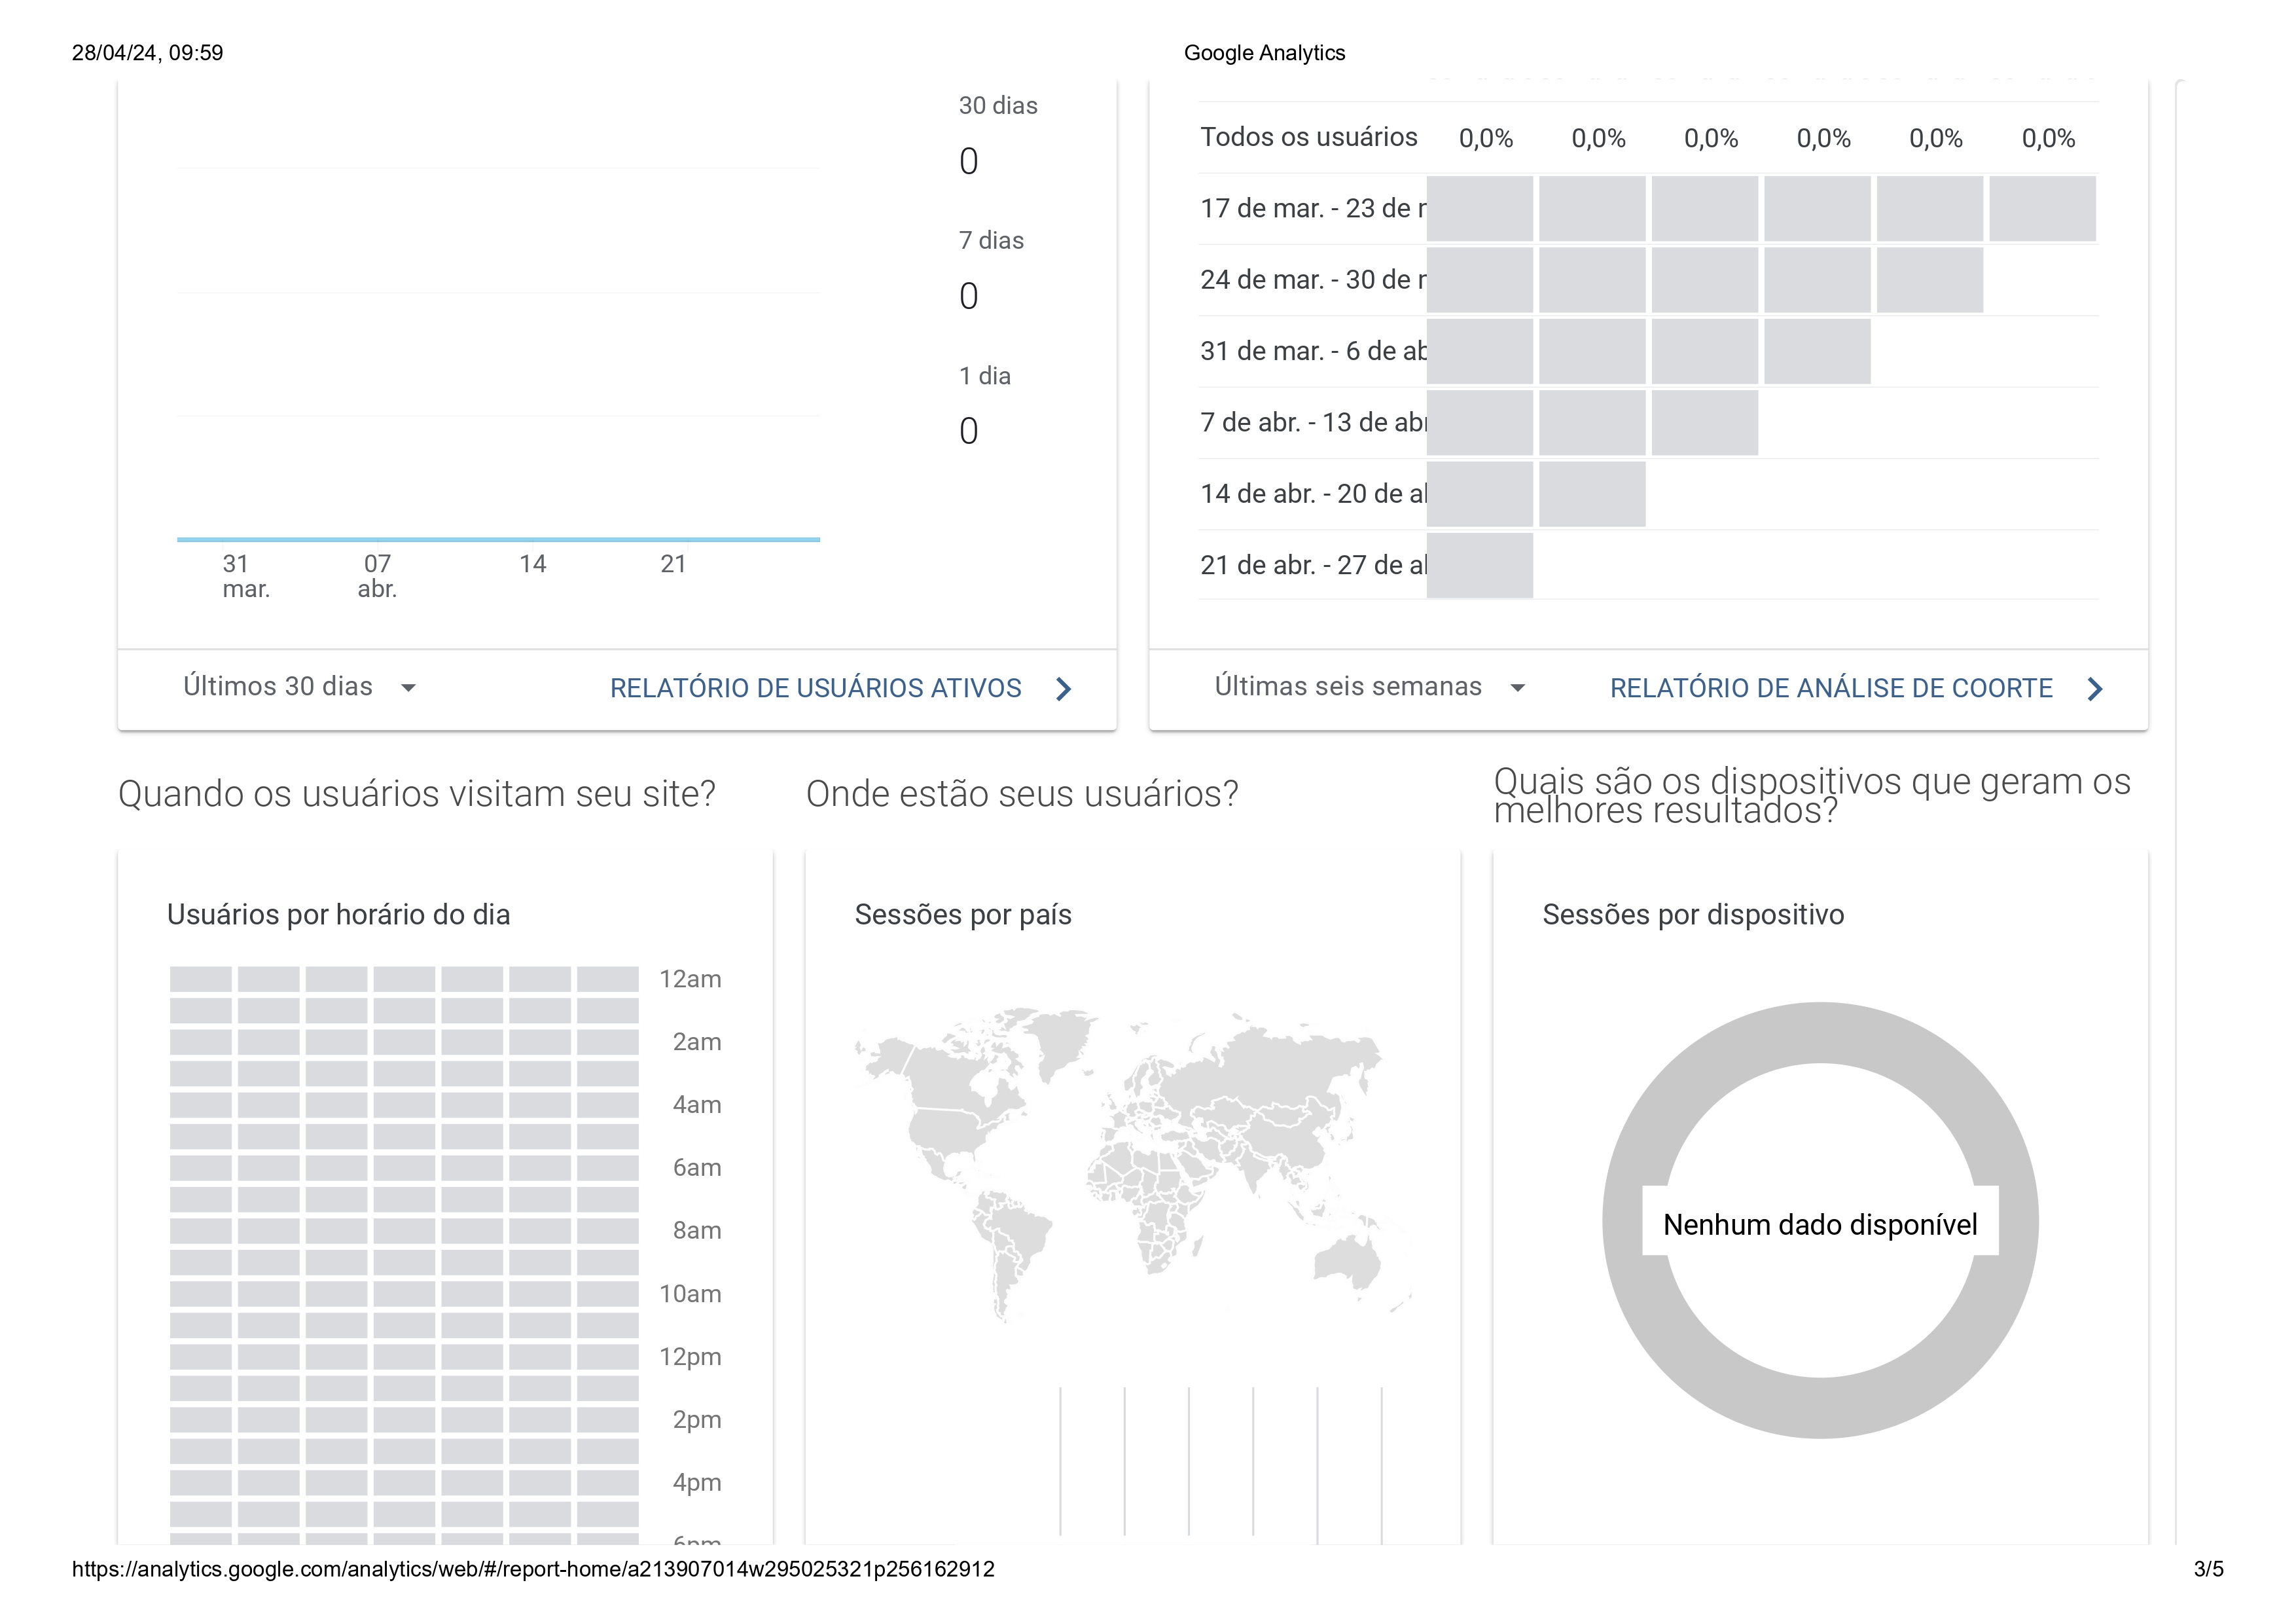 28/04/24, 09:59
Google Analytics
30 dias
0
7 dias
0
1 dia
0
31 mar.
07 abr.
14
21
Últimos 30 dias
RELATÓRIO DE USUÁRIOS ATIVOS
Todos os usuários 0,0% 0,0% 0,0% 0,0% 0,0% 0,0%
17 de mar. - 23 de
24 de mar. - 30 de
31 de mar. - 6 de
7 de abr. - 13 de abr
14 de abr. - 20 de
21 de abr. - 27 de
Últimas seis semanas
RELATÓRIO DE ANÁLISE DE COORTE
Quando os usuários visitam seu site?
Usuários por horário do dia
12am
2am
4am
6am
8am
10am
12pm
2pm
4pm
6pm
Onde estão seus usuários?
Sessões por país
Quais são os dispositivos que geram os
melhores resultados?
Sessões por dispositivo
Nenhum dado disponível
https://analytics.google.com/analytics/web/#/report-home/a213907014w295025321p256162912
3/5